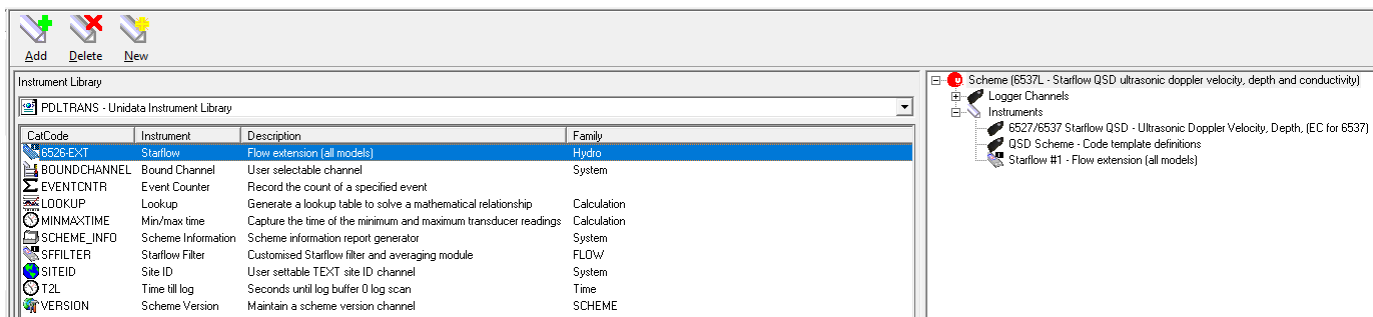 Add Delete New
Instrument Library
PDLTRANS - Unidata Instrument Library
CatCode Instrument Description Family
6526-EXT Starflow Flow extension (all models) Hydro
BOUNDCHANNEL Bound Channel User selectable channel System
EVENTCNTR Event Counter Record the count of a specified event
LOOKUP Lookup Generate a lookup table to solve a mathematical relationship Calculation
MINMAXTIME Min/max time Capture the time of the minimum and maximum transducer readings Calculation
SCHEME_INFO Scheme Information Scheme information report generator System
SFFILTER Starflow Filter Customised Starflow filter and averaging module FLOW
SITEID Site ID User settable TEXT site ID channel System
T2L Time till log Seconds until log buffer 0 log scan Time
VERSION Scheme Version Maintain a scheme version channel SCHEME
Scheme (6537L - Starflow QSD ultrasonic doppler velocity, depth and conductivity)
Logger Channels
Instruments
6527/6537 Starflow QSD - Ultrasonic Doppler Velocity, Depth, (EC for 6537)
QSD Scheme - Code template definitions
Starflow #1 - Flow extension (all models)